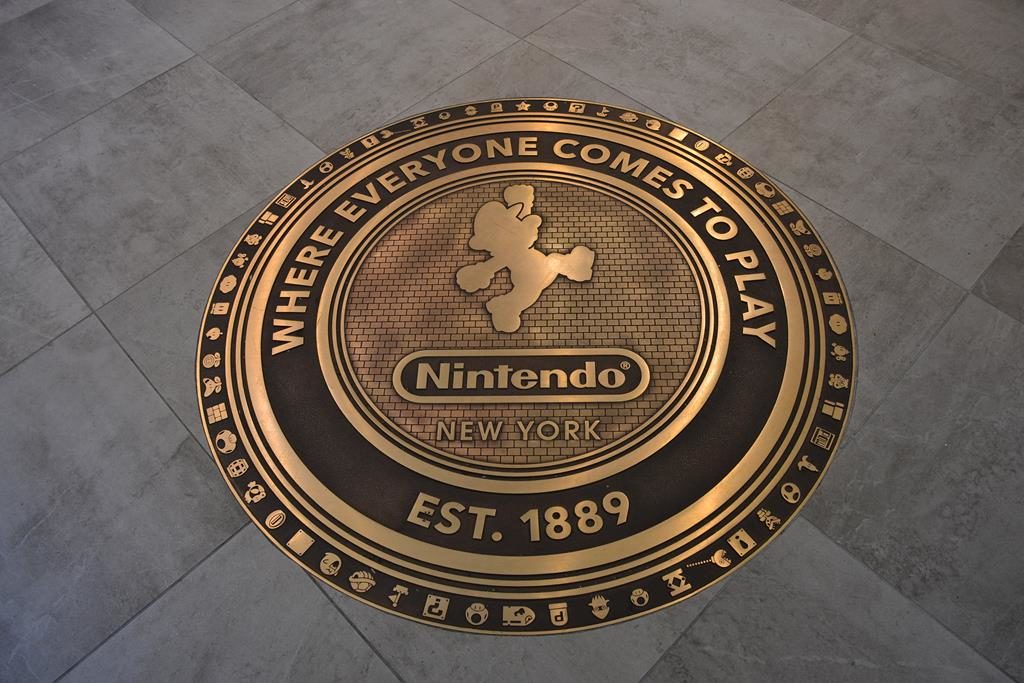 WHERE EVERYONE COMES TO PLAY
Nintendo®
NEW YORK
EST. 1889